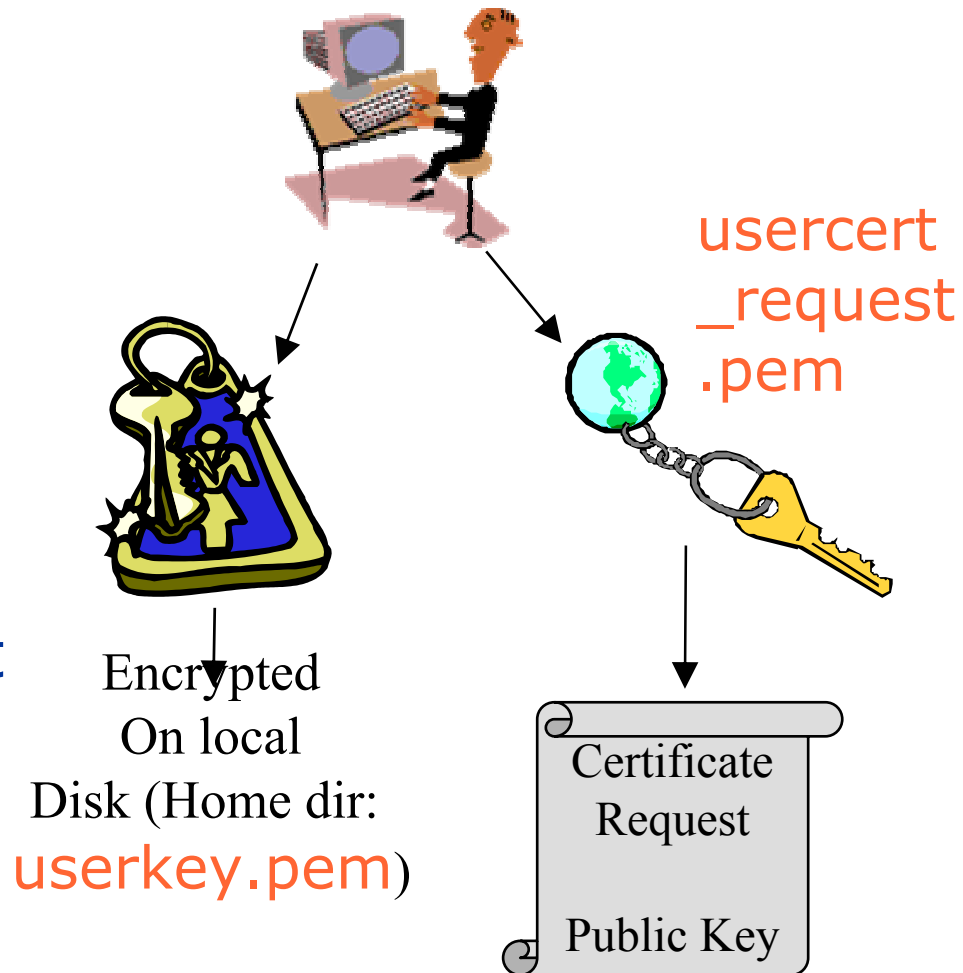 usercert
_request
.pem
Encrypted
On local
Disk (Home dir:
userkey.pem)
Certificate
Request
Public Key